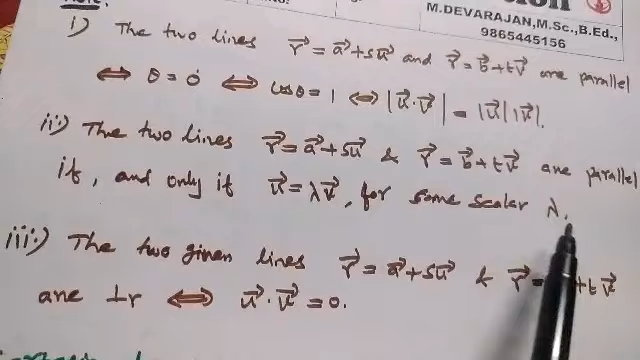 Note:
M.DEVARAJAN,M.Sc.,B.Ed.,
9865445156
i) The two lines r⃗ = a⃗ + su⃗ and r⃗ = b⃗ + tv⃗ are parallel
⇔ θ = 0 ⇔ cos θ = 1 ⇔ |u⃗ · v⃗| = |u⃗| |v⃗|.
ii) The two lines r⃗ = a⃗ + su⃗ & r⃗ = b⃗ + tv⃗ are parallel
if, and only if u⃗ = λv⃗, for some scalar λ.
iii) The two given lines r⃗ = a⃗ + su⃗ & r⃗ = + tv⃗
are ⊥r ⇔ u⃗ · v⃗ = 0.